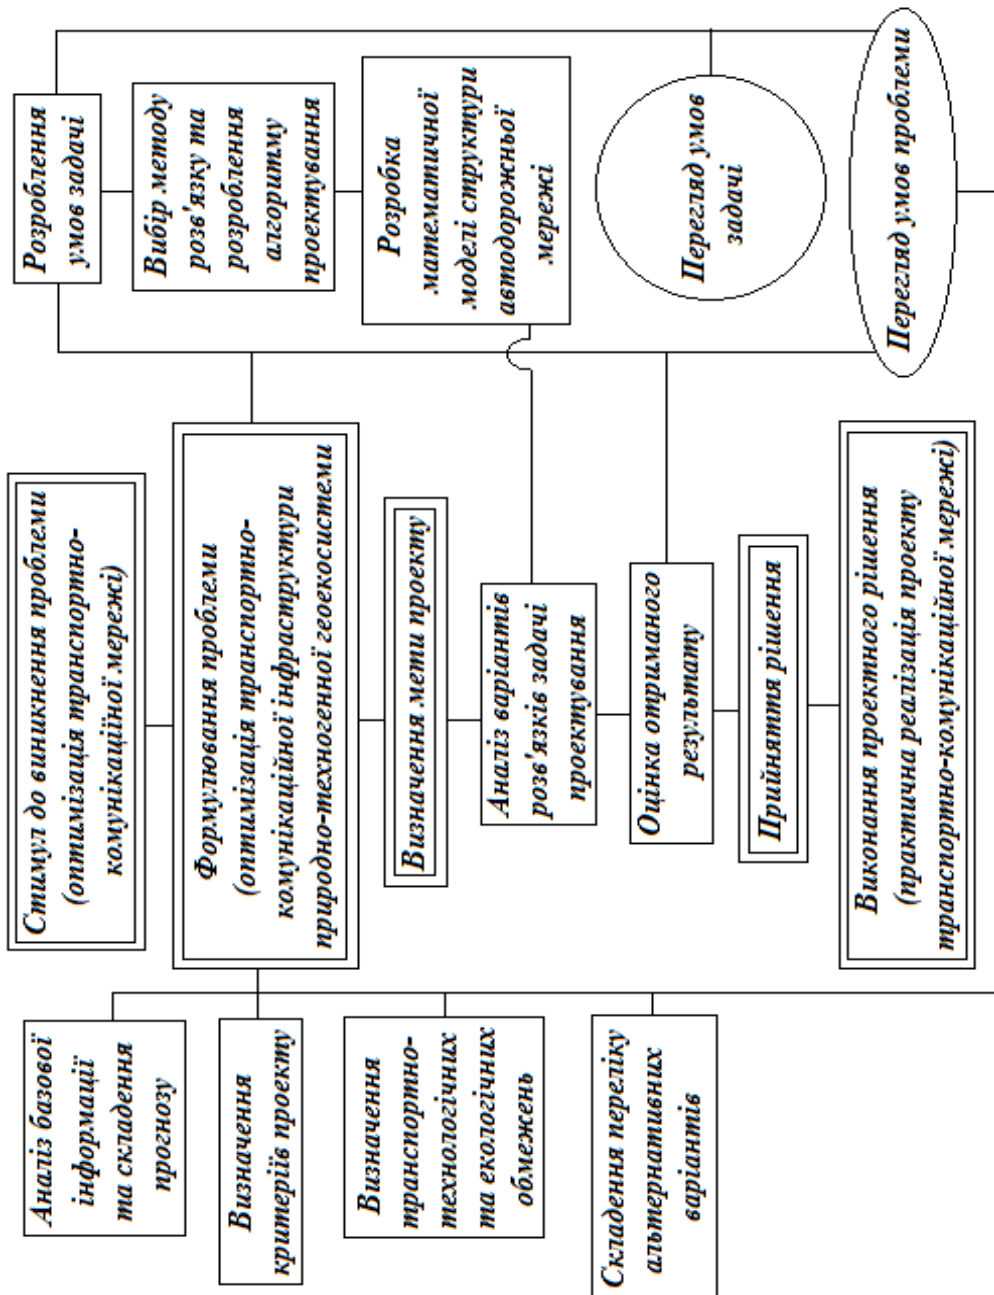 Аналіз базової
інформації
та складення
прогнозу
Визначення
критеріїв проекту
Визначення
транспортно-
технологічних
та екологічних
обмежень
Складення переліку
альтернативних
варіантів
Стимул до виникнення проблеми
(оптимізація транспортно-
комунікаціїної мережі)
Формулювання проблеми
(оптимізація транспортно-
комунікаційної інфраструктури
природно-техногенної геоекосистеми
Визначення мети проекту
Аналіз варіантів
розв'язків задачі
проектування
Оцінка отриманого
результату
Прийняття рішення
Виконання проектного рішення
(практична реалізація проекту
транспортно-комунікаційної мережі)
Розроблення
умов задачі
Вибір методу
розв'язку та
розроблення
алгоритму
проектування
Розробка
математичної
моделі структури
автодорожньої
мережі
Перегляд умов
задачі
Перегляд умов проблеми